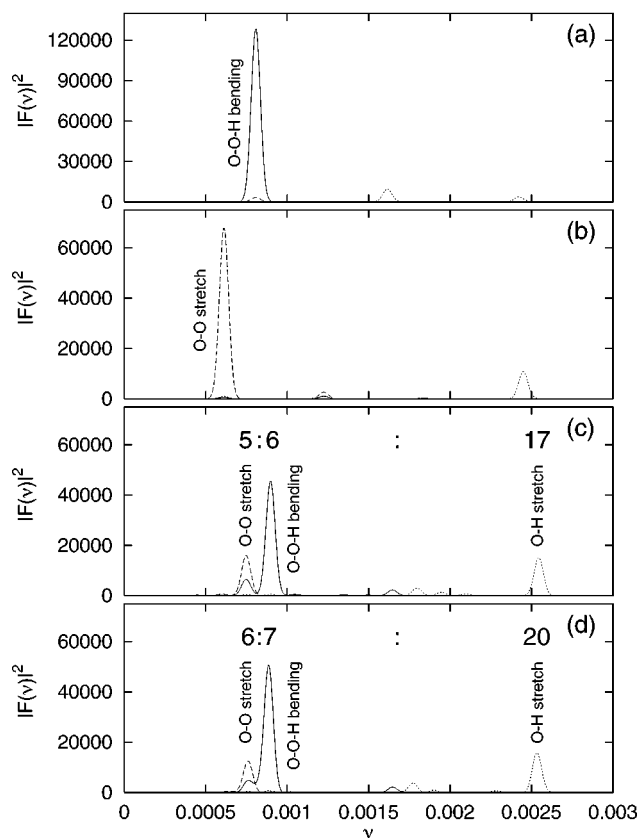 (a)
|F(ν)|²
120000
90000
60000
30000
0
O-O-H bending
(b)
|F(ν)|²
60000
40000
20000
0
O-O stretch
(c)
5:6 : 17
|F(ν)|²
60000
40000
20000
0
O-O stretch
O-O-H bending
O-H stretch
(d)
6:7 : 20
|F(ν)|²
60000
40000
20000
0
O-O stretch
O-O-H bending
O-H stretch
0 0.0005 0.001 0.0015 0.002 0.0025 0.003
ν